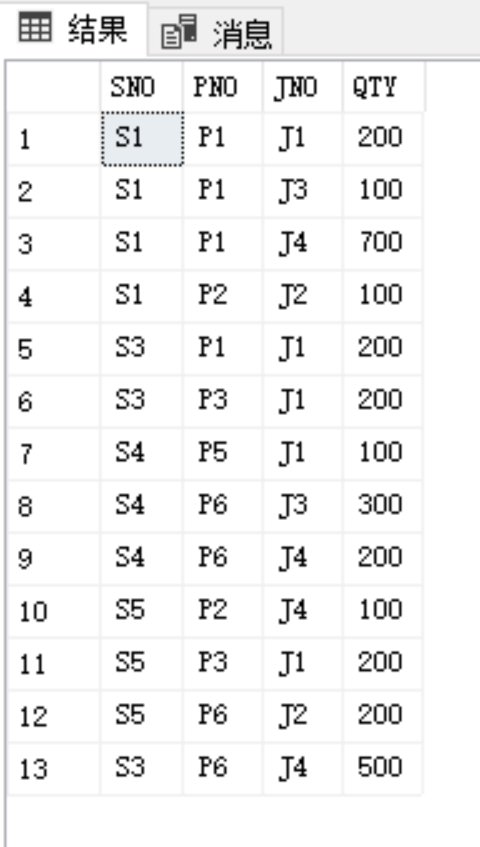 结果 消息
SNO PNO JNO QTY
1 S1 P1 J1 200
2 S1 P1 J3 100
3 S1 P1 J4 700
4 S1 P2 J2 100
5 S3 P1 J1 200
6 S3 P3 J1 200
7 S4 P5 J1 100
8 S4 P6 J3 300
9 S4 P6 J4 200
10 S5 P2 J4 100
11 S5 P3 J1 200
12 S5 P6 J2 200
13 S3 P6 J4 500